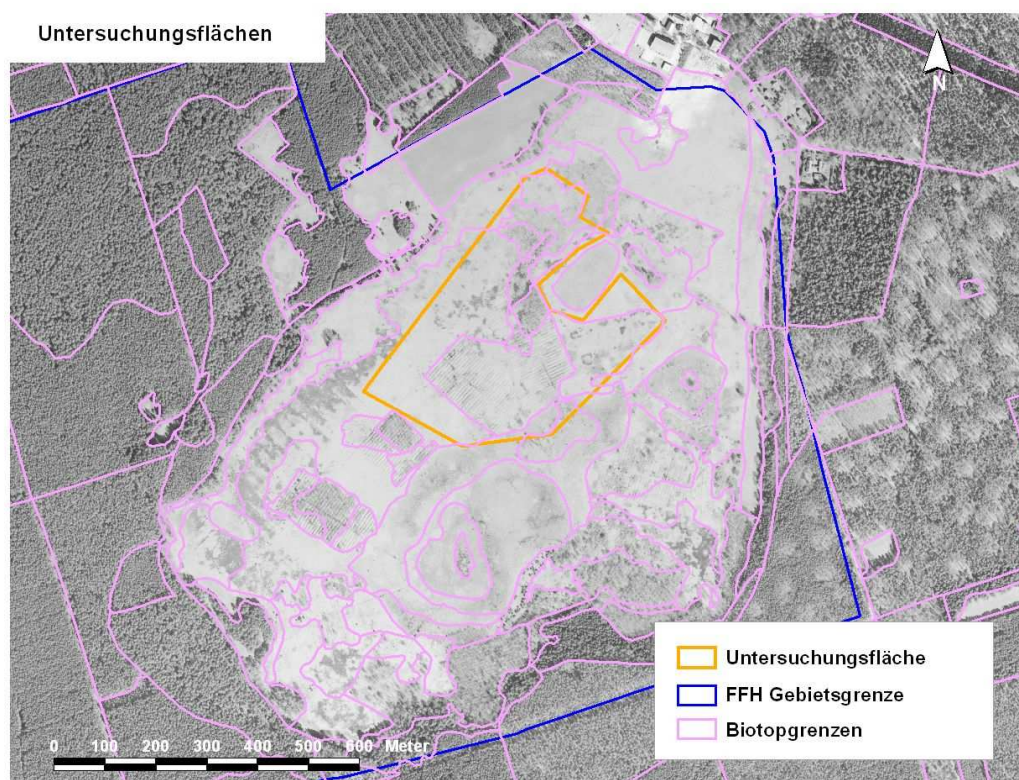 Untersuchungsflächen
N
Untersuchungsfläche
FFH Gebietsgrenze
Biotopgrenzen
0 100 200 300 400 500 600 Meter